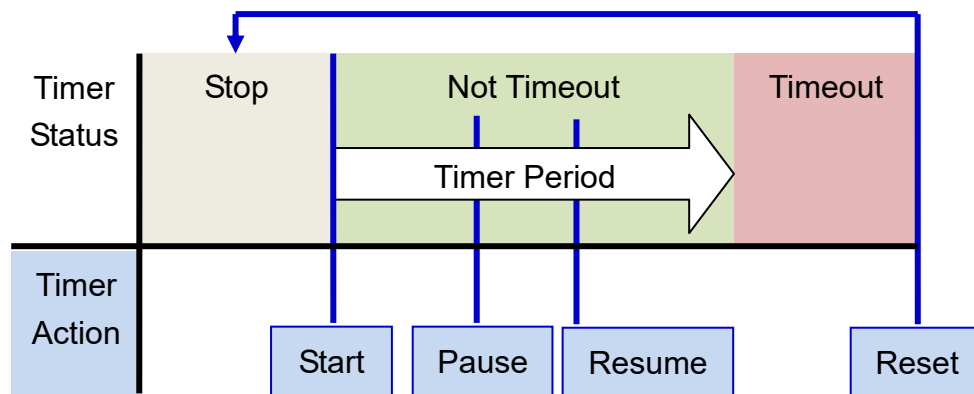 Timer
Status
Stop
Not Timeout
Timeout
Timer Period
Timer
Action
Start
Pause
Resume
Reset